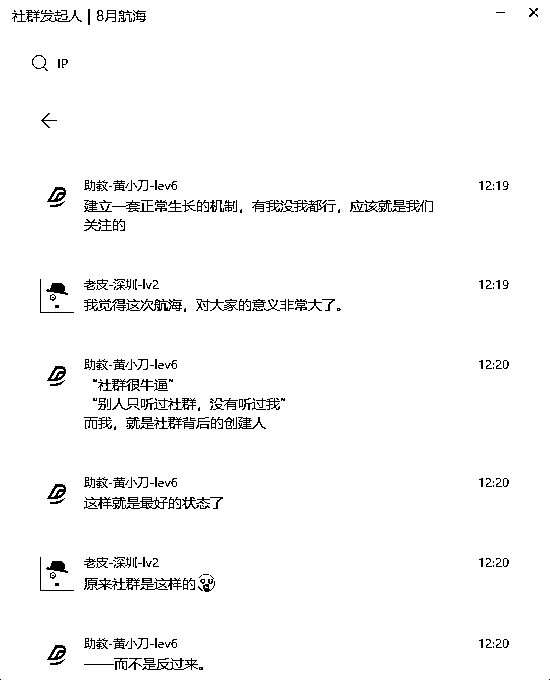 社群发起人 | 8月航海
IP
助教-黄小刀-lev6 12:19
建立一套正常生长的机制，有我没我都行，应该就是我们
关注的
老皮-深圳-lv2 12:19
我觉得这次航海，对大家的意义非常大了。
助教-黄小刀-lev6 12:20
“社群很牛逼”
“别人只听过社群，没有听过我”
而我，就是社群背后的创建人
助教-黄小刀-lev6 12:20
这样就是最好的状态了
老皮-深圳-lv2 12:20
原来社群是这样的
助教-黄小刀-lev6 12:20
——而不是反过来。